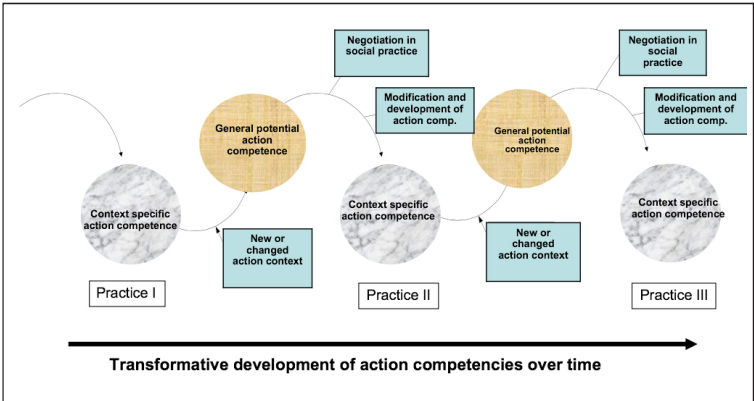 Negotiation in
social practice
Negotiation in
social
practice
Modification and
development of
action comp.
Modification and
development of
action comp.
General potential
action
competence
General potential
action
competence
Context specific
action competence
Context specific
action competence
Context specific
action competence
New or
changed
action context
New or
changed
action context
Practice I
Practice II
Practice III
Transformative development of action competencies over time